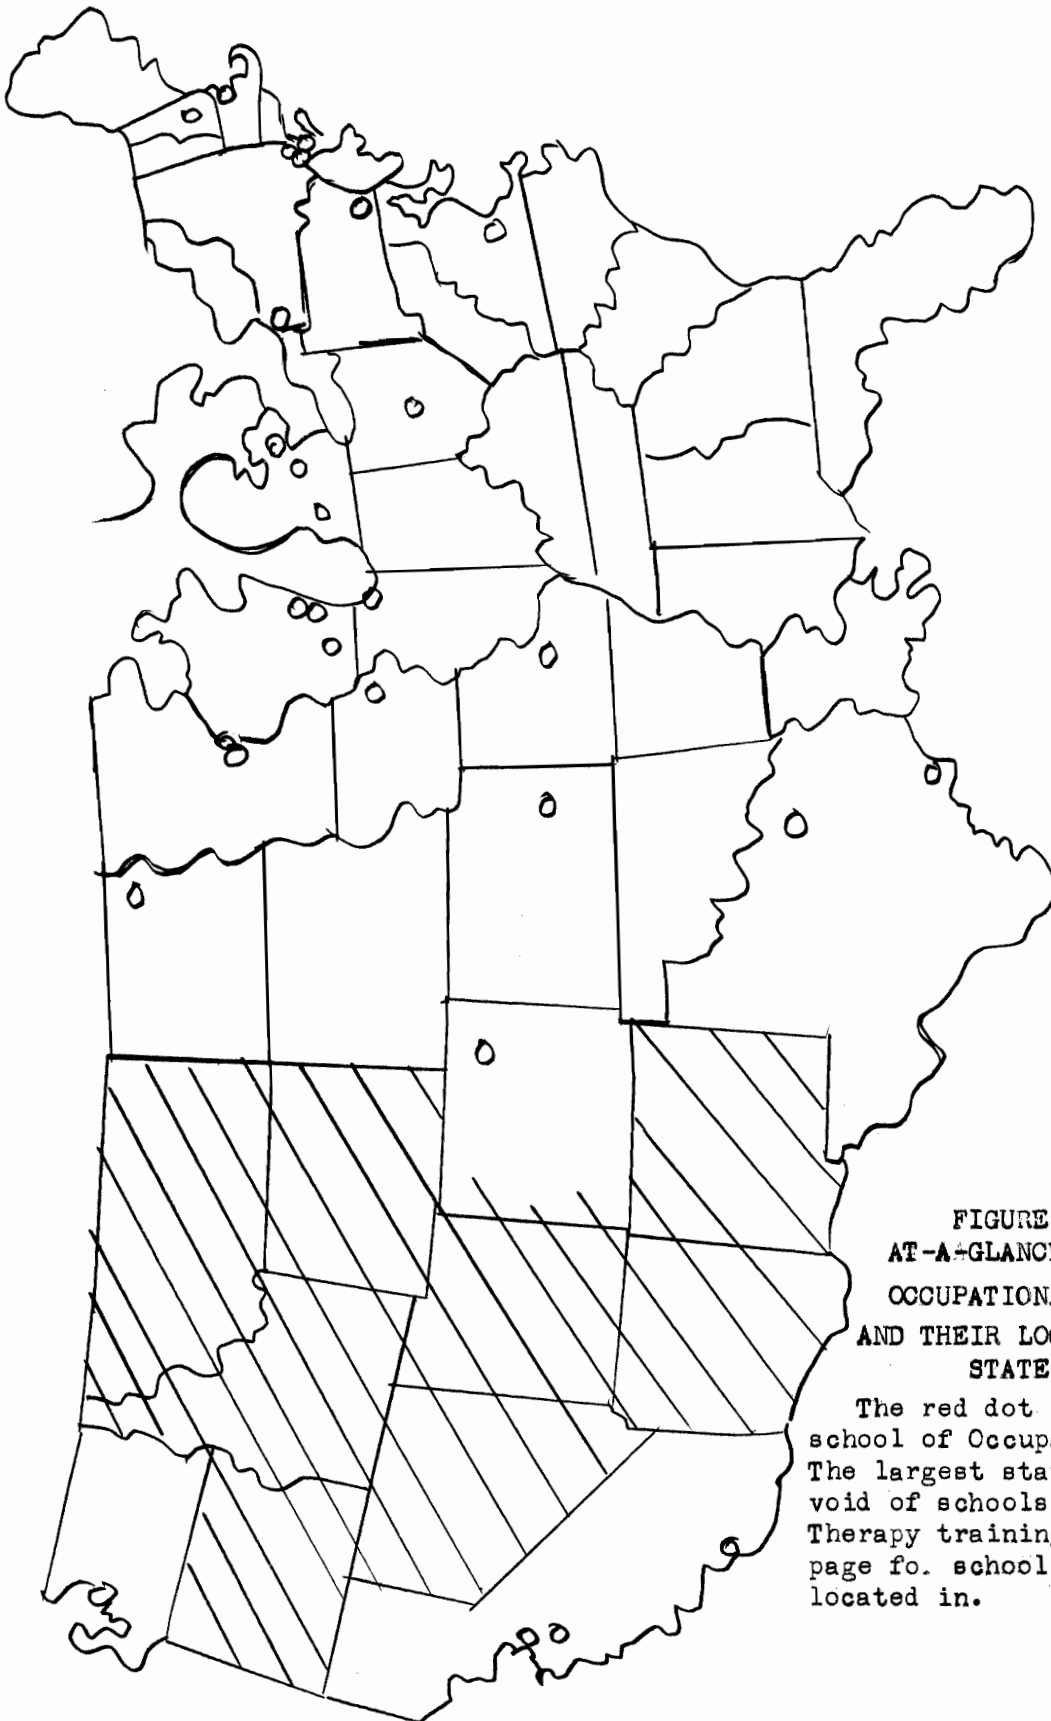 FIGURE
AT-A-GLANC
OCCUPATION
AND THEIR LO
STATE
The red dot
school of Occup
The largest sta
void of schools
Therapy trainin
page fo. school
located in.